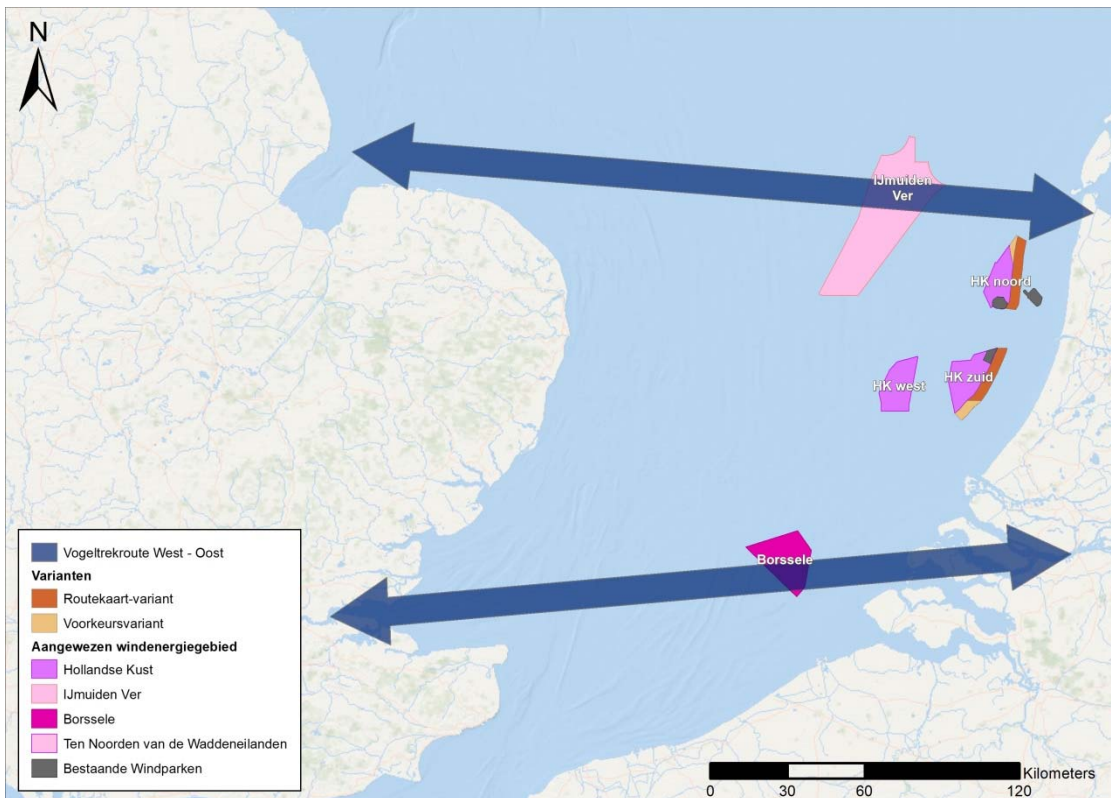 N
IJmuiden
Ver
HK noord
HK west
HK zuid
Borssele
Vogeltrekroute West - Oost
Varianten
Routekaart-variant
Voorkeursvariant
Aangewezen windenergiegebied
Hollandse Kust
IJmuiden Ver
Borssele
Ten Noorden van de Waddeneilanden
Bestaande Windparken
Kilometers
0 30 60 120